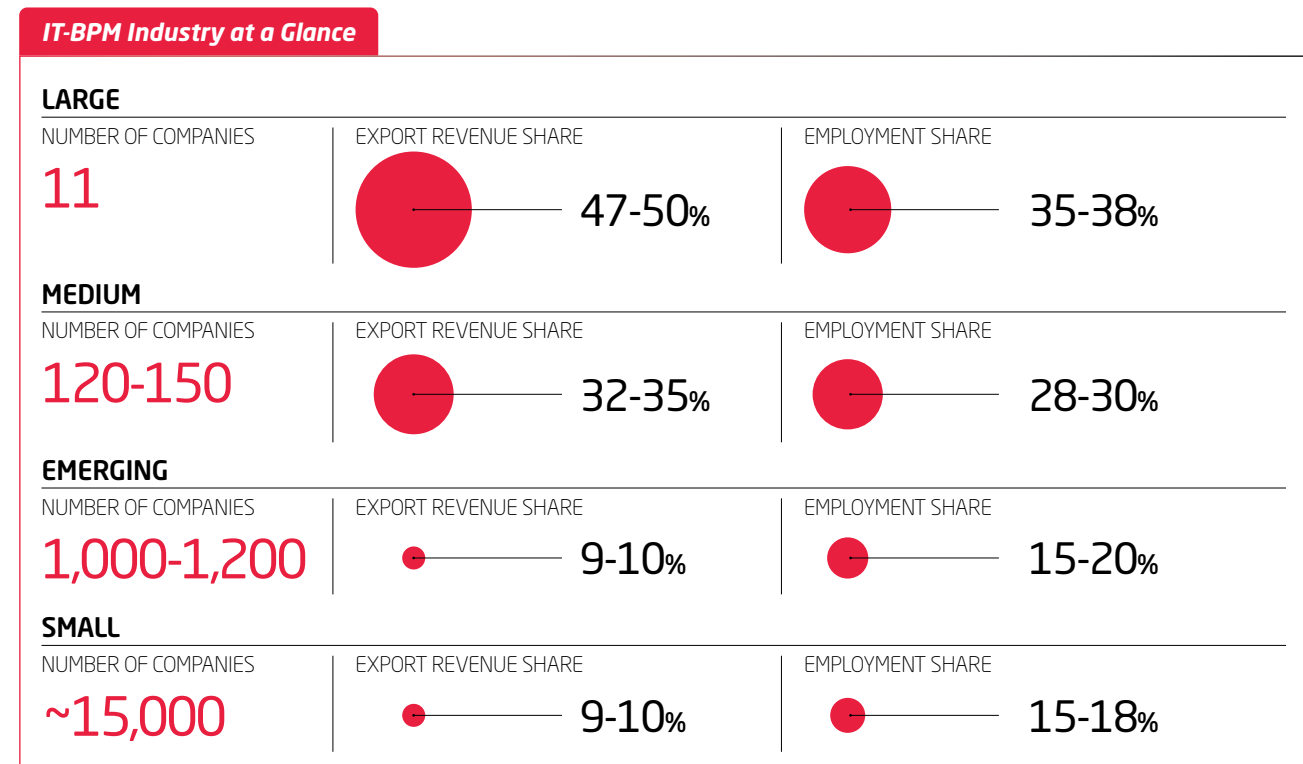 IT-BPM Industry at a Glance
LARGE
NUMBER OF COMPANIES
EXPORT REVENUE SHARE
EMPLOYMENT SHARE
11
47-50%
35-38%
MEDIUM
NUMBER OF COMPANIES
EXPORT REVENUE SHARE
EMPLOYMENT SHARE
120-150
32-35%
28-30%
EMERGING
NUMBER OF COMPANIES
EXPORT REVENUE SHARE
EMPLOYMENT SHARE
1,000-1,200
9-10%
15-20%
SMALL
NUMBER OF COMPANIES
EXPORT REVENUE SHARE
EMPLOYMENT SHARE
~15,000
9-10%
15-18%